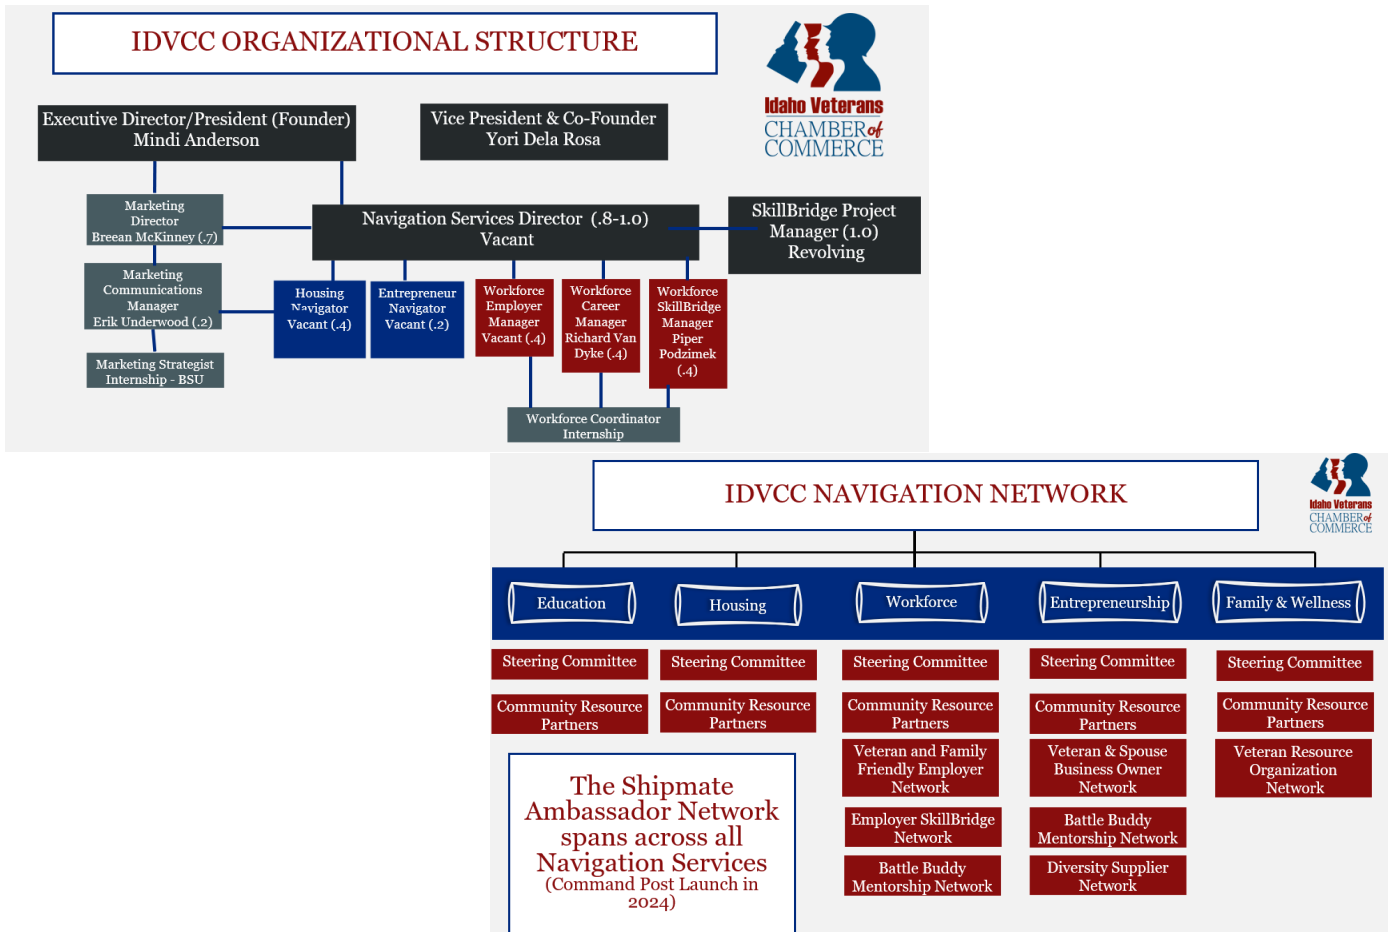 IDVCC ORGANIZATIONAL STRUCTURE
Idaho Veterans
CHAMBER of
COMMERCE
Executive Director/President (Founder)
Mindi Anderson
Vice President & Co-Founder
Yori Dela Rosa
Marketing
Director
Breean McKinney (.7)
Navigation Services Director (.8-1.0)
Vacant
SkillBridge Project
Manager (1.0)
Revolving
Marketing
Communications
Manager
Erik Underwood (.2)
Housing
Navigator
Vacant (.4)
Entrepreneur
Navigator
Vacant (.2)
Workforce
Employer
Manager
Vacant (.4)
Workforce
Career
Manager
Richard Van
Dyke (.4)
Workforce
SkillBridge
Manager
Piper
Podzimek
(.4)
Marketing Strategist
Internship - BSU
Workforce Coordinator
Internship
IDVCC NAVIGATION NETWORK
Idaho Veterans
CHAMBER of
COMMERCE
Education
Housing
Workforce
Entrepreneurship
Family & Wellness
Steering Committee
Steering Committee
Steering Committee
Steering Committee
Steering Committee
Community Resource
Partners
Community Resource
Partners
Community Resource
Partners
Community Resource
Partners
Community Resource
Partners
Veteran and Family
Friendly Employer
Network
Veteran & Spouse
Business Owner
Network
Veteran Resource
Organization
Network
Employer SkillBridge
Network
Battle Buddy
Mentorship Network
Battle Buddy
Mentorship Network
Diversity Supplier
Network
The Shipmate
Ambassador Network
spans across all
Navigation Services
(Command Post Launch in
2024)